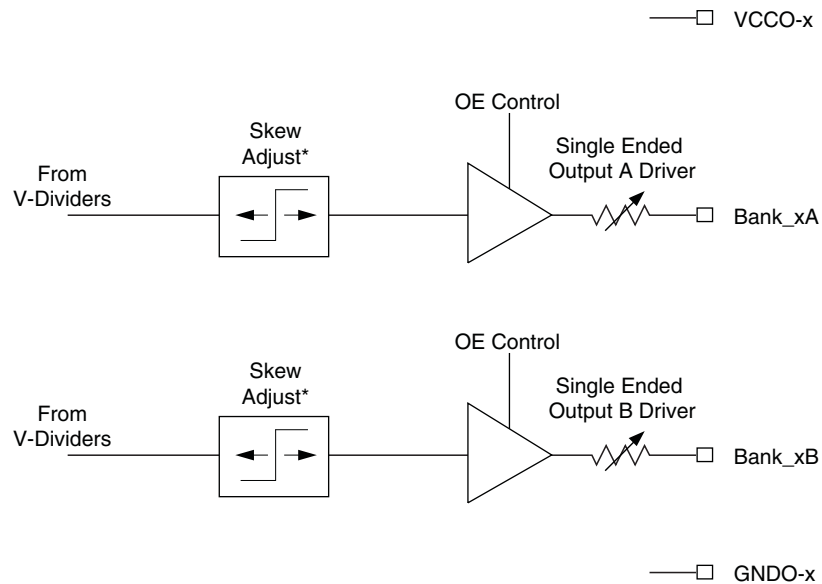 VCCO-x
OE Control
Skew
Adjust*
Single Ended
Output A Driver
From
V-Dividers
Bank_xA
OE Control
Skew
Adjust*
Single Ended
Output B Driver
From
V-Dividers
Bank_xB
GNDO-x